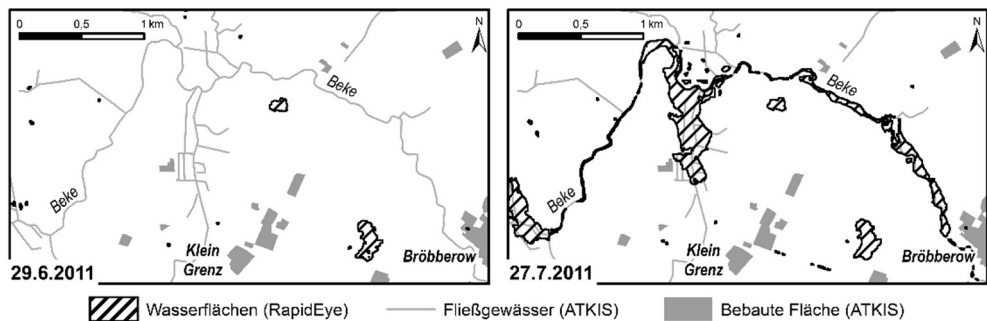 0 0,5 1 km
N
Beke
Beke
Klein
Grenz
Bröbberow
29.6.2011
0 0,5 1 km
N
Beke
Beke
Klein
Grenz
Bröbberow
27.7.2011
Wasserflächen (RapidEye) Fließgewässer (ATKIS) Bebaute Fläche (ATKIS)